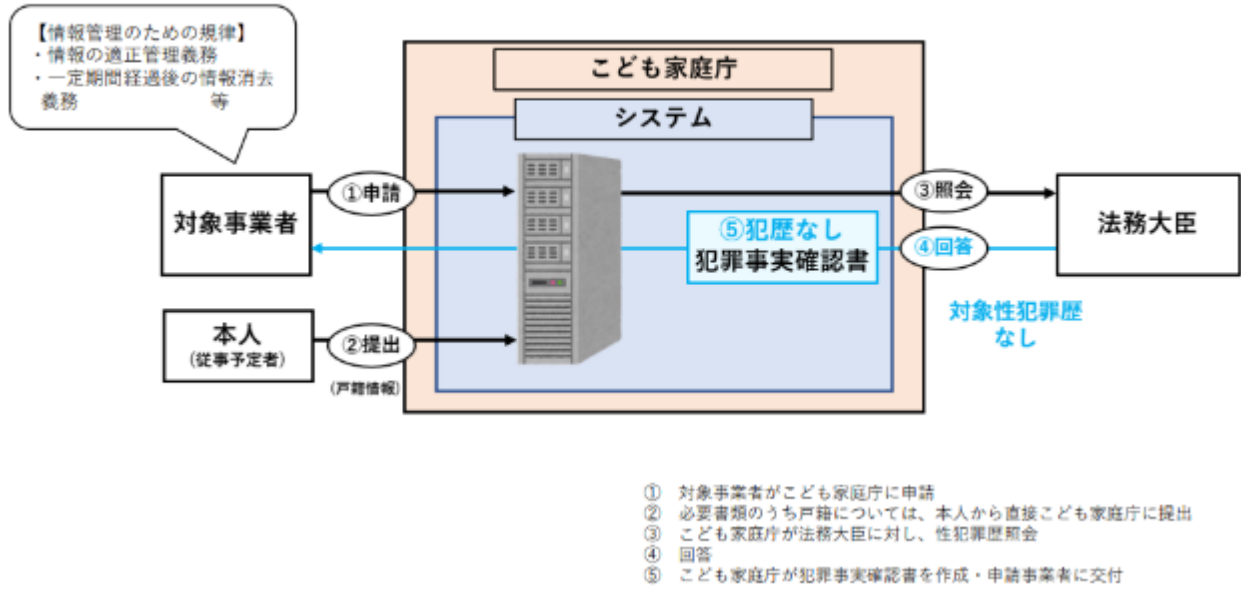 【情報管理のための規律】
・情報の適正管理義務
・一定期間経過後の情報消去
義務 等
こども家庭庁
システム
対象事業者
①申請
③照会
法務大臣
⑤犯歴なし
犯罪事実確認書
④回答
対象性犯罪歴
なし
本人
(従事予定者)
②提出
(戸籍情報)
① 対象事業者がこども家庭庁に申請
② 必要書類のうち戸籍については、本人から直接こども家庭庁に提出
③ こども家庭庁が法務大臣に対し、性犯罪歴照会
④ 回答
⑤ こども家庭庁が犯罪事実確認書を作成・申請事業者に交付